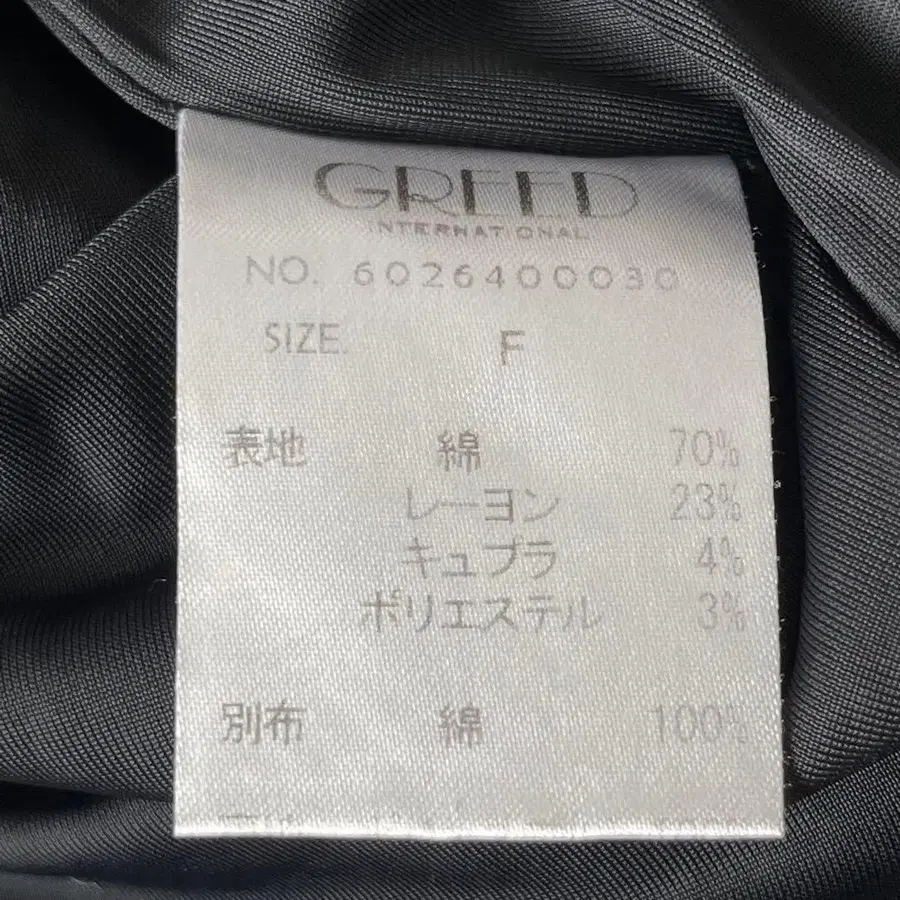 GREED
INTERNATIONAL
NO. 6026400030
SIZE. F
表地 綿 70%
レーヨン 23%
キュプラ 4%
ポリエステル 3%
別布 綿 100%